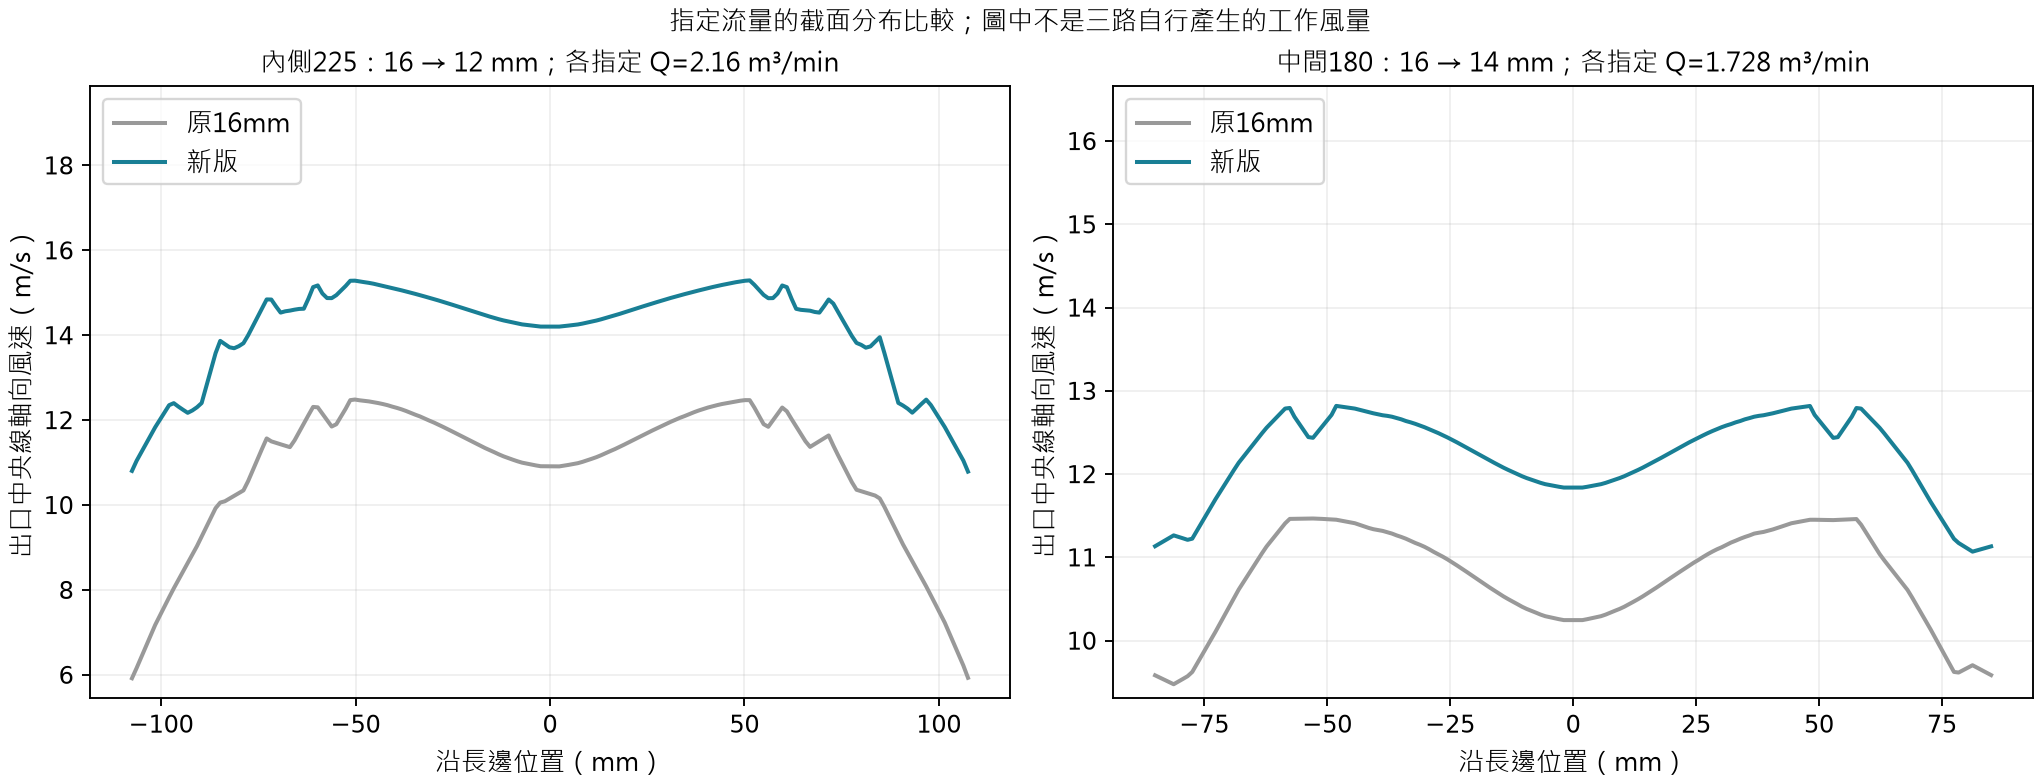 指定流量的截面分布比較；圖中不是三路自行產生的工作風量
內側225：16 → 12 mm；各指定 Q=2.16 m³/min
原16mm
新版
出口中央線軸向風速（m/s）
18
16
14
12
10
8
6
−100
−50
0
50
100
沿長邊位置（mm）
中間180：16 → 14 mm；各指定 Q=1.728 m³/min
原16mm
新版
出口中央線軸向風速（m/s）
16
15
14
13
12
11
10
−75
−50
−25
0
25
50
75
沿長邊位置（mm）